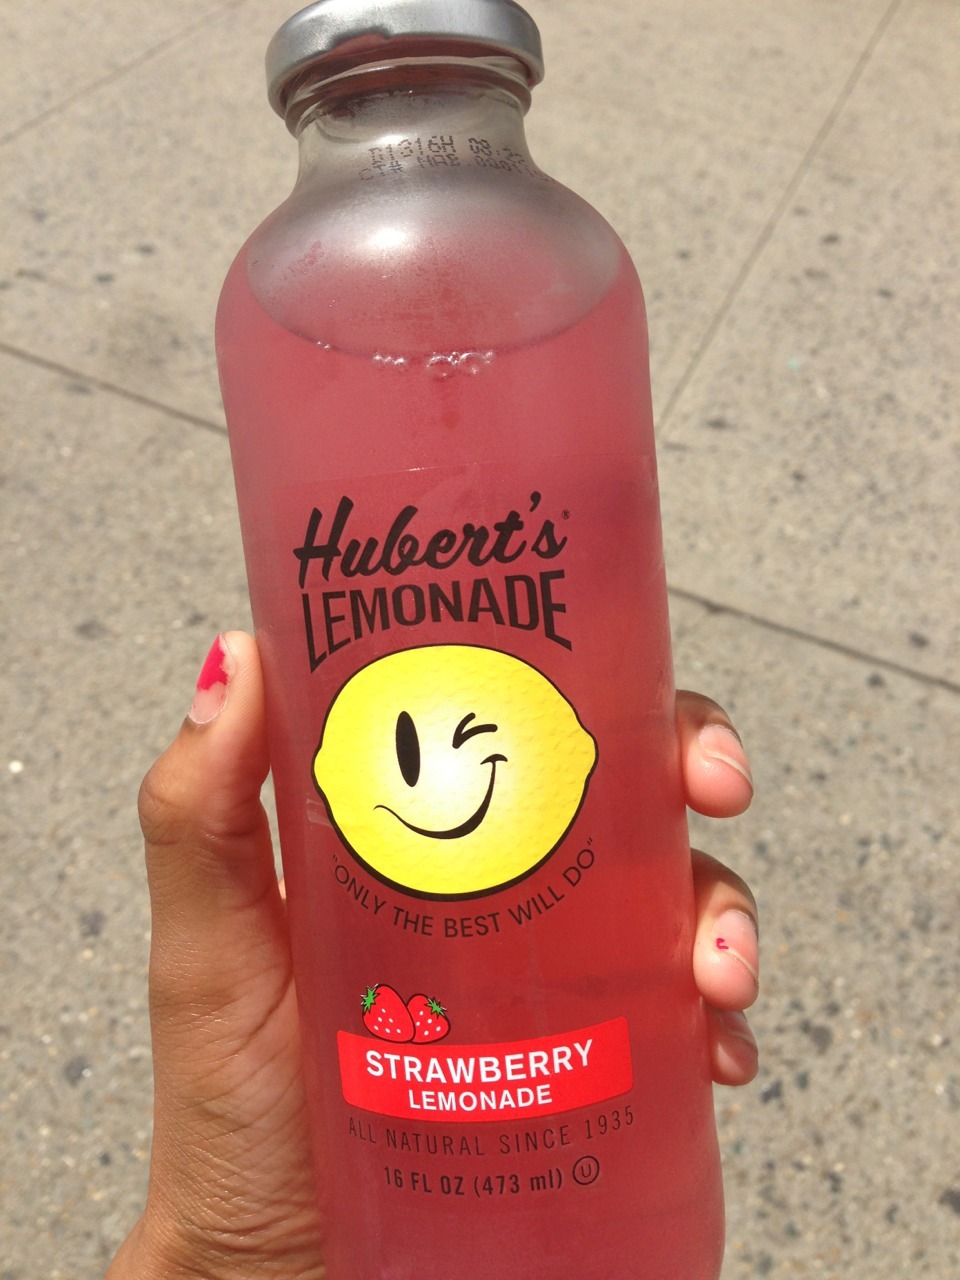 Hubert's®
LEMONADE
"ONLY THE BEST WILL DO"
STRAWBERRY
LEMONADE
ALL NATURAL SINCE 1935
16 FL OZ (473 ml) U